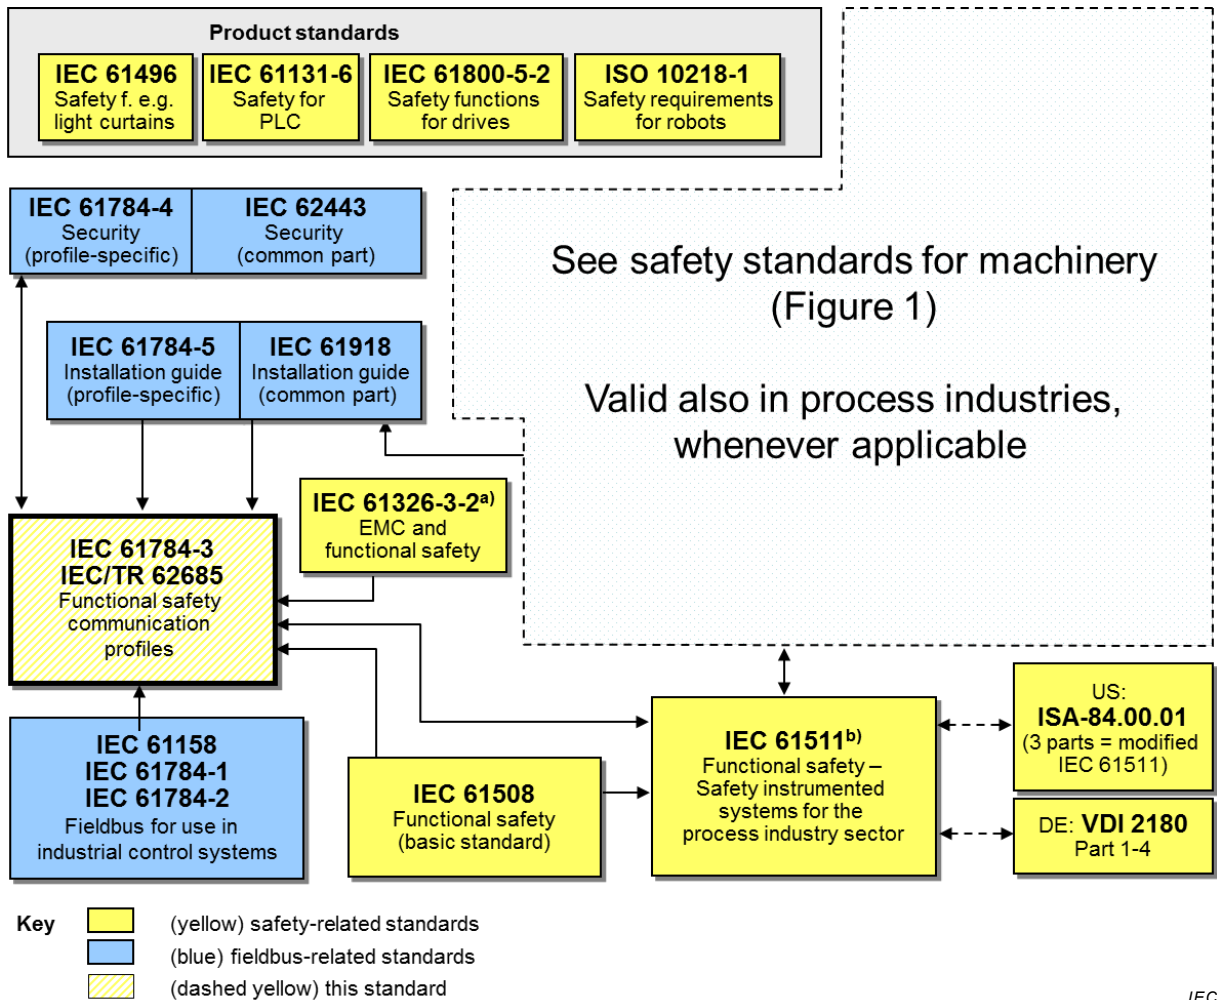 Product standards
IEC 61496
Safety f. e.g.
light curtains
IEC 61131-6
Safety for
PLC
IEC 61800-5-2
Safety functions
for drives
ISO 10218-1
Safety requirements
for robots
IEC 61784-4
Security
(profile-specific)
IEC 62443
Security
(common part)
See safety standards for machinery
(Figure 1)
Valid also in process industries,
whenever applicable
IEC 61784-5
Installation guide
(profile-specific)
IEC 61918
Installation guide
(common part)
IEC 61326-3-2a)
EMC and
functional safety
IEC 61784-3
IEC/TR 62685
Functional safety
communication
profiles
IEC 61158
IEC 61784-1
IEC 61784-2
Fieldbus for use in
industrial control systems
IEC 61508
Functional safety
(basic standard)
IEC 61511b)
Functional safety –
Safety instrumented
systems for the
process industry sector
US:
ISA-84.00.01
(3 parts = modified
IEC 61511)
DE: VDI 2180
Part 1-4
Key
(yellow) safety-related standards
(blue) fieldbus-related standards
(dashed yellow) this standard
IEC